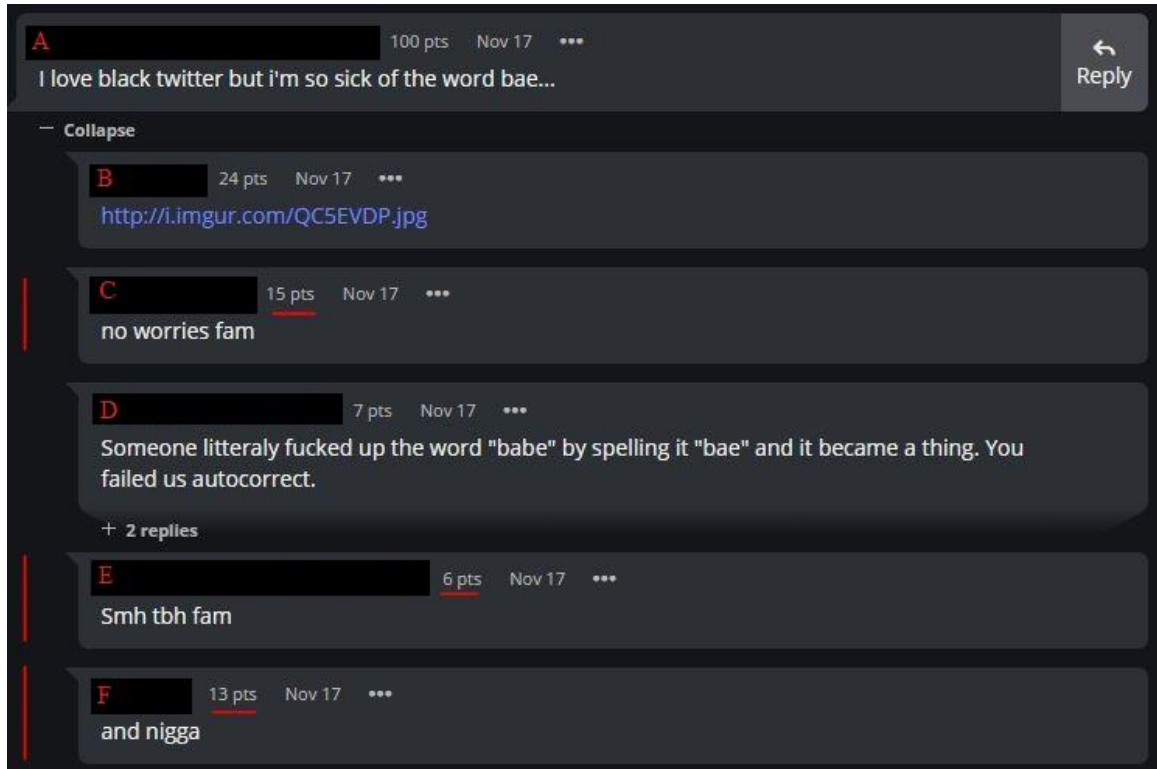 A 100 pts Nov 17 •••
I love black twitter but i'm so sick of the word bae...
Reply
— Collapse
B 24 pts Nov 17 •••
http://i.imgur.com/QC5EVDP.jpg
C 15 pts Nov 17 •••
no worries fam
D 7 pts Nov 17 •••
Someone litteraly fucked up the word "babe" by spelling it "bae" and it became a thing. You
failed us autocorrect.
+ 2 replies
E 6 pts Nov 17 •••
Smh tbh fam
F 13 pts Nov 17 •••
and nigga